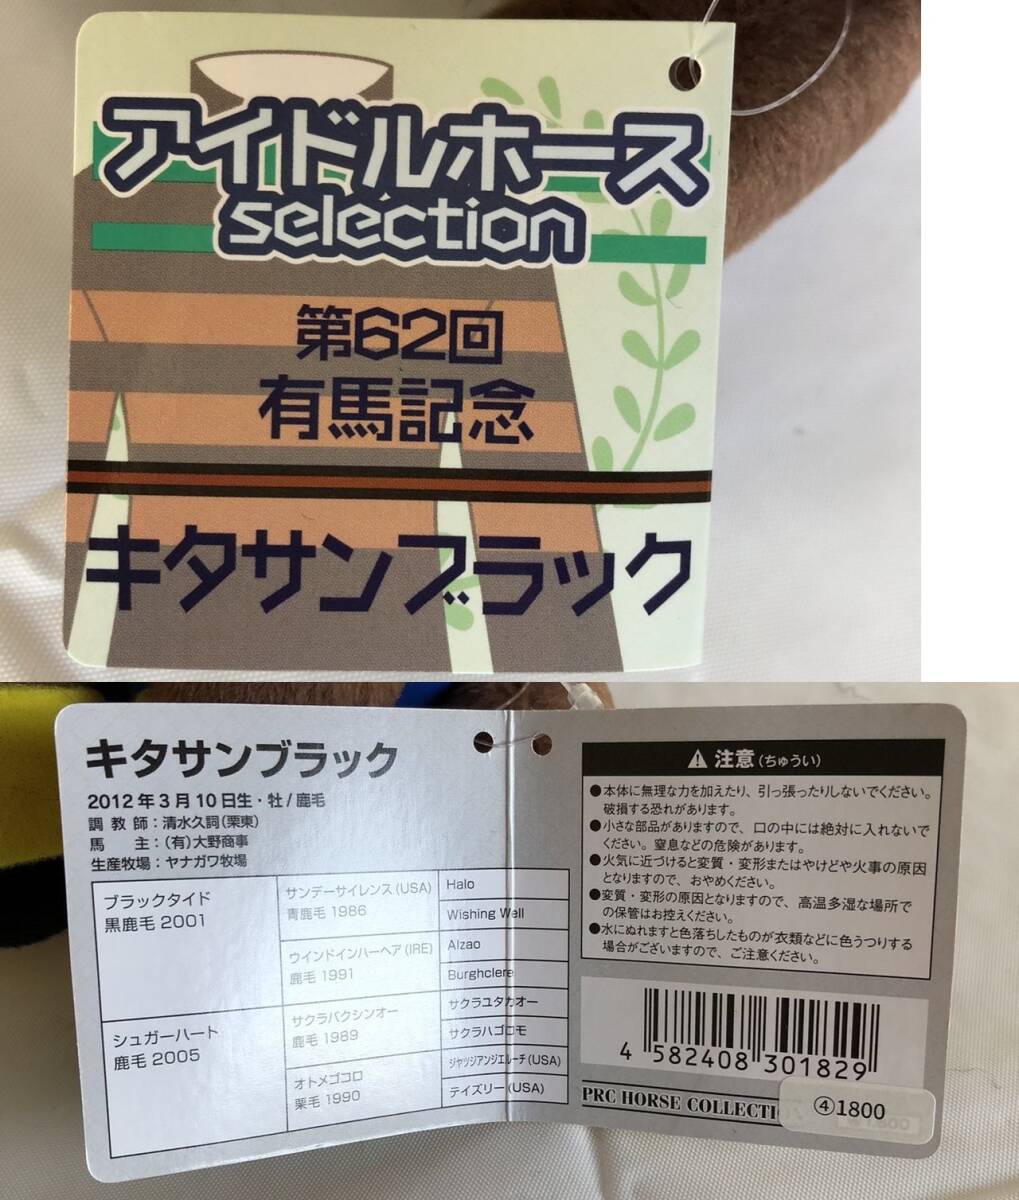 アイドルホース
selection
第62回
有馬記念
キタサンブラック
キタサンブラック
2012年3月10日生・牡/鹿毛
調教師：清水久詞(栗東)
馬主：(有)大野商事
生産牧場：ヤナガワ牧場
ブラックタイド
黒鹿毛 2001
サンデーサイレンス(USA)
青鹿毛 1986
Halo
Wishing Well
ウインドインハーヘア(IRE)
鹿毛 1991
Alzao
Burghclere
シュガーハート
鹿毛 2005
サクラバクシンオー
鹿毛 1989
サクラユタカオー
サクラハゴロモ
オトメゴコロ
栗毛 1990
ジャッジアンジエルーチ(USA)
テイズリー(USA)
注意(ちゅうい)
●本体に無理な力を加えたり、引っ張ったりしないでください。
破損する恐れがあります。
●小さな部品がありますので、口の中には絶対に入れないで
ください。窒息などの危険があります。
●火気に近づけると変質・変形またはやけどや火事の原因
となりますので、おやめください。
●変質・変形の原因となりますので、高温多湿な場所で
の保管はお控えください。
●水にぬれますと色落ちしたものが衣類などに色うつりする
場合がございますので、ご注意ください。
4 582408 301829
PRC HORSE COLLECTI
④1800